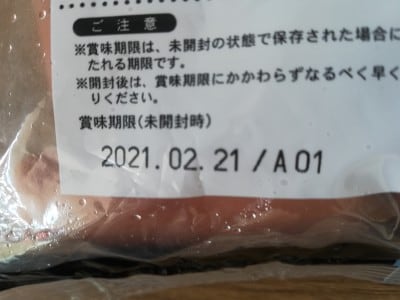 ご注意
※賞味期限は、未開封の状態で保存された場合に
たれる期限です。
※開封後は、賞味期限にかかわらずなるべく早く
りください。
賞味期限(未開封時)
2021.02.21/A01